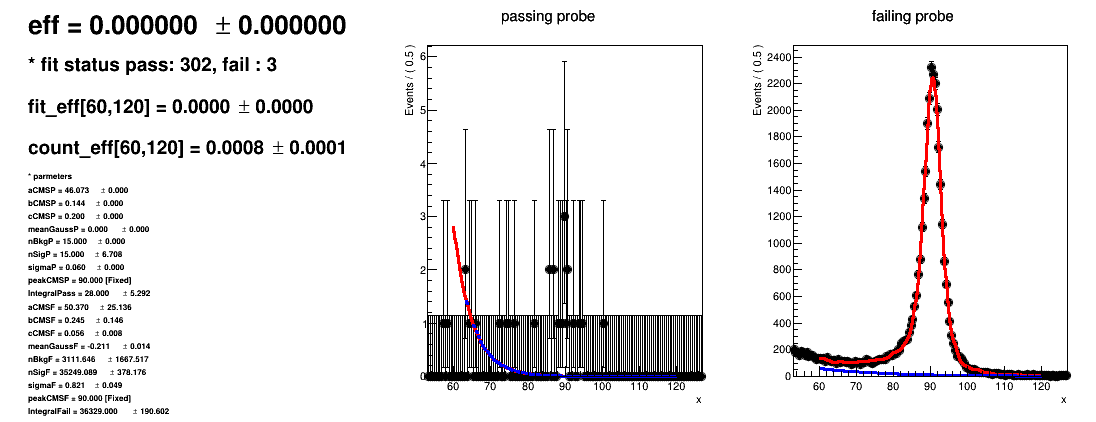 eff = 0.000000 ± 0.000000
* fit status pass: 302, fail : 3
fit_eff[60,120] = 0.0000 ± 0.0000
count_eff[60,120] = 0.0008 ± 0.0001
* parmeters
aCMSP = 46.073 ± 0.000
bCMSP = 0.144 ± 0.000
cCMSP = 0.200 ± 0.000
meanGaussP = 0.000 ± 0.000
nBkgP = 15.000 ± 0.000
nSigP = 15.000 ± 6.708
sigmaP = 0.060 ± 0.000
peakCMSP = 90.000 [Fixed]
IntegralPass = 28.000 ± 5.292
aCMSF = 50.370 ± 25.136
bCMSF = 0.245 ± 0.146
cCMSF = 0.056 ± 0.008
meanGaussF = -0.211 ± 0.014
nBkgF = 3111.646 ± 1667.517
nSigF = 35249.089 ± 378.176
sigmaF = 0.821 ± 0.049
peakCMSF = 90.000 [Fixed]
IntegralFail = 36329.000 ± 190.602
passing probe
Events / ( 0.5 )
6
5
4
3
2
1
0
60 70 80 90 100 110 120
x
failing probe
Events / ( 0.5 )
2400
2200
2000
1800
1600
1400
1200
1000
800
600
400
200
0
60 70 80 90 100 110 120
x